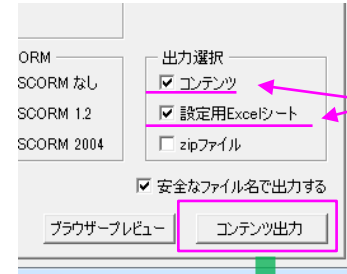 ORM
SCORM なし
SCORM 1.2
SCORM 2004
出力選択
コンテンツ
設定用Excelシート
zipファイル
安全なファイル名で出力する
ブラウザープレビュー
コンテンツ出力